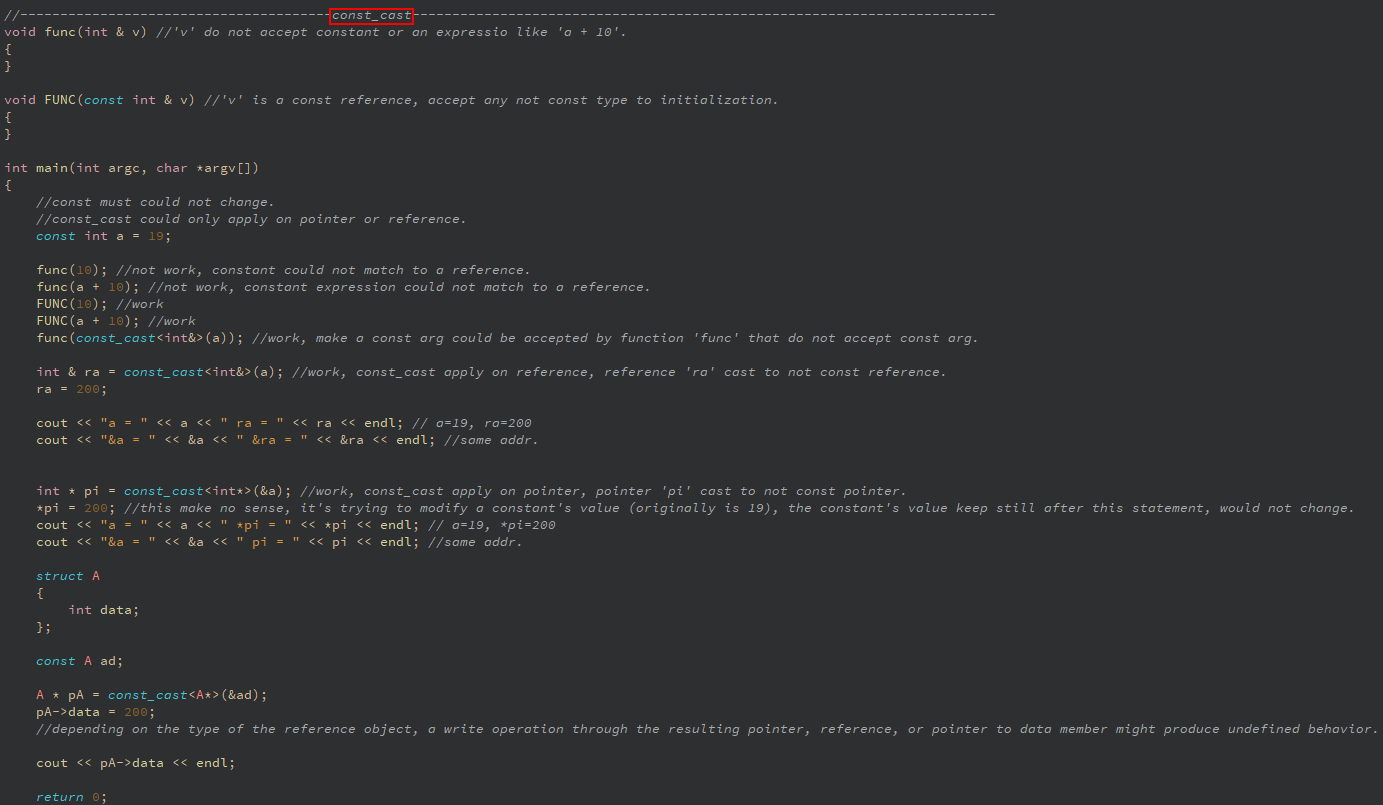 //---------------------------------------const_cast-------------------------------------------------------------------------
void func(int & v) //'v' do not accept constant or an expressio like 'a + 10'.
{
}
void FUNC(const int & v) //'v' is a const reference, accept any not const type to initialization.
{
}
int main(int argc, char *argv[])
{
    //const must could not change.
    //const_cast could only apply on pointer or reference.
    const int a = 19;
    func(10); //not work, constant could not match to a reference.
    func(a + 10); //not work, constant expression could not match to a reference.
    FUNC(10); //work
    FUNC(a + 10); //work
    func(const_cast<int&>(a)); //work, make a const arg could be accepted by function 'func' that do not accept const arg.
    int & ra = const_cast<int&>(a); //work, const_cast apply on reference, reference 'ra' cast to not const reference.
    ra = 200;
    cout << "a = " << a << " ra = " << ra << endl; // a=19, ra=200
    cout << "&a = " << &a << " &ra = " << &ra << endl; //same addr.
    int * pi = const_cast<int*>(&a); //work, const_cast apply on pointer, pointer 'pi' cast to not const pointer.
    *pi = 200; //this make no sense, it's trying to modify a constant's value (originally is 19), the constant's value keep still after this statement, would not change.
    cout << "a = " << a << " *pi = " << *pi << endl; // a=19, *pi=200
    cout << "&a = " << &a << " pi = " << pi << endl; //same addr.
    struct A
    {
        int data;
    };
    const A ad;
    A * pA = const_cast<A*>(&ad);
    pA->data = 200;
    //depending on the type of the reference object, a write operation through the resulting pointer, reference, or pointer to data member might produce undefined behavior.
    cout << pA->data << endl;
    return 0;